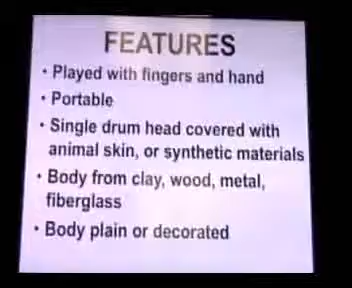 FEATURES
• Played with fingers and hand
• Portable
• Single drum head covered with
animal skin, or synthetic materials
• Body from clay, wood, metal,
fiberglass
• Body plain or decorated